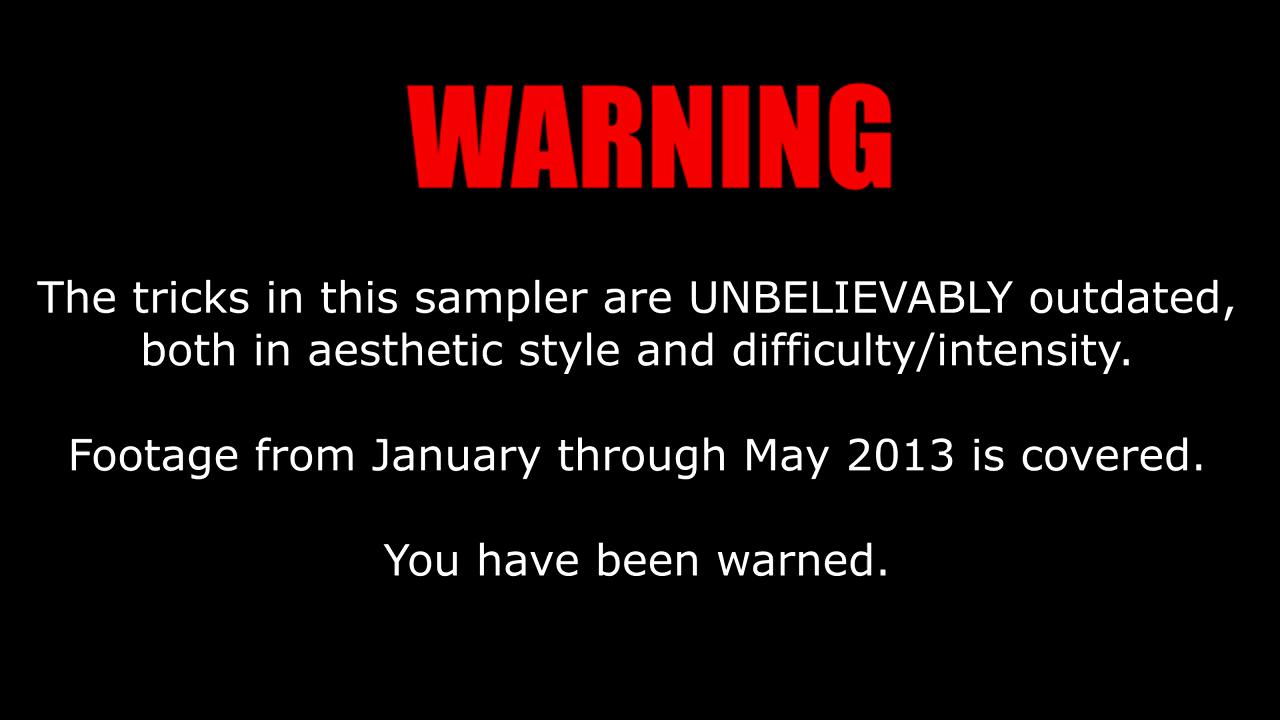 WARNING
The tricks in this sampler are UNBELIEVABLY outdated,
both in aesthetic style and difficulty/intensity.
Footage from January through May 2013 is covered.
You have been warned.